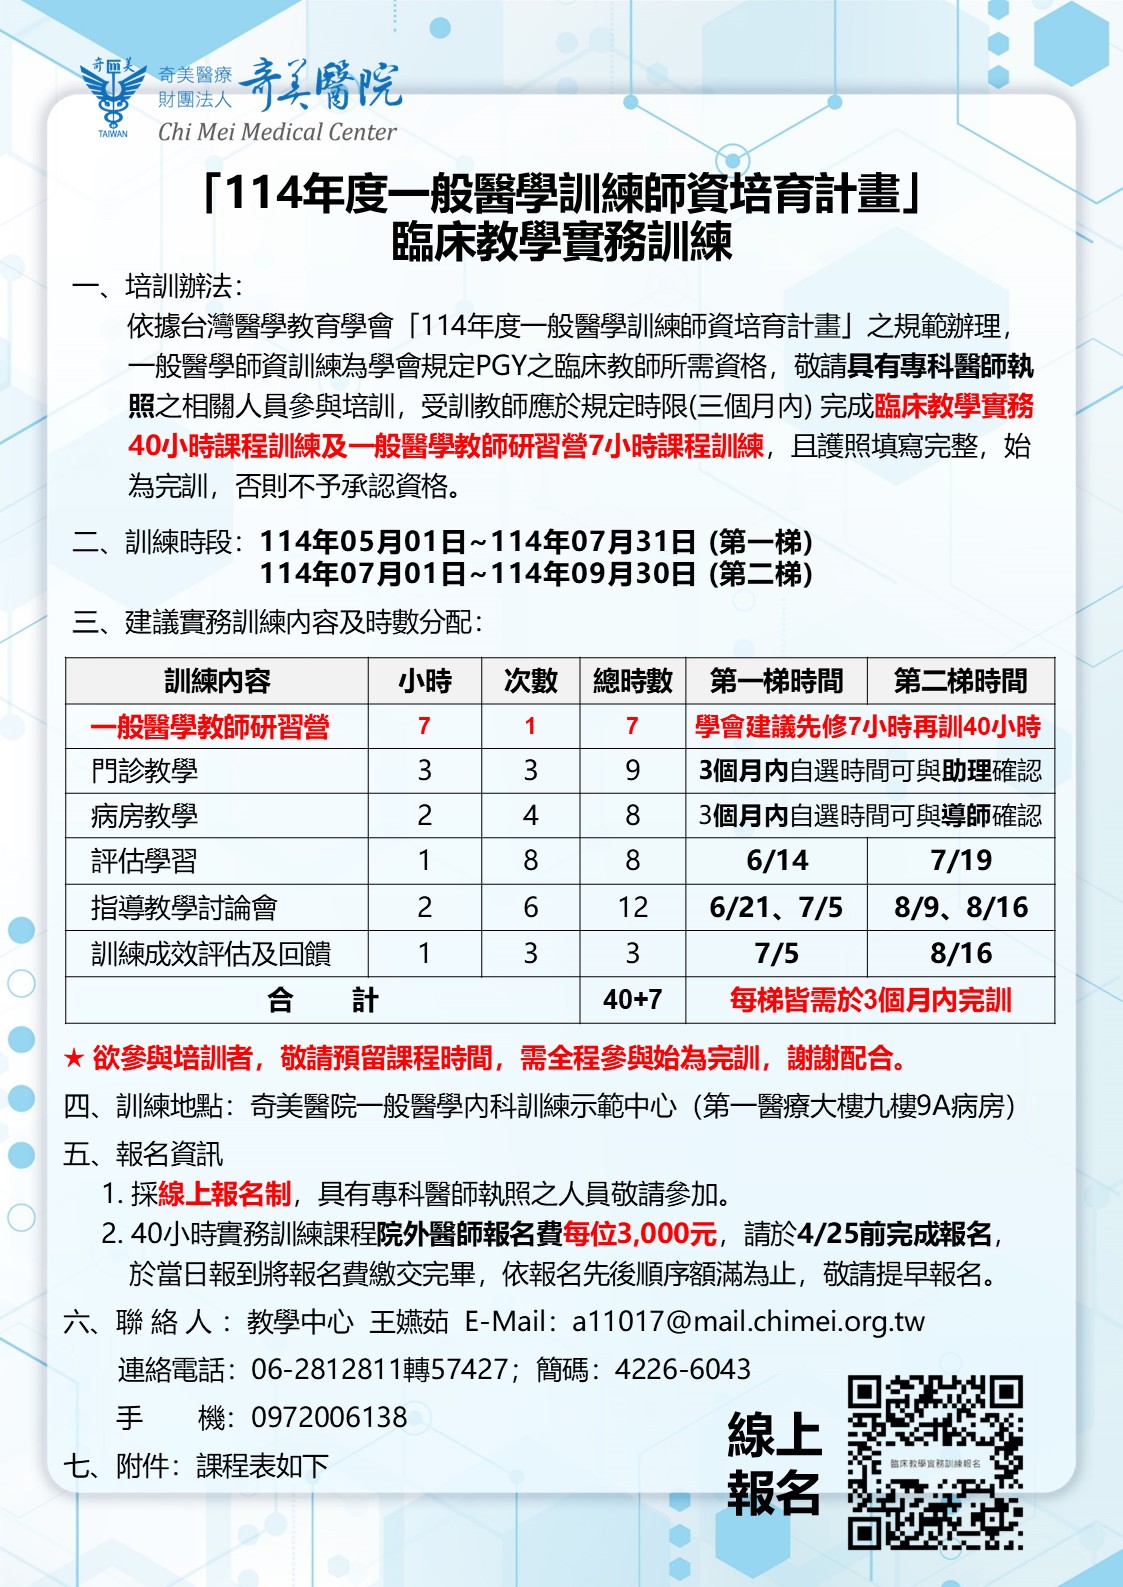 奇美
TAIWAN
奇美醫療
財團法人
奇美醫院
Chi Mei Medical Center
「114年度一般醫學訓練師資培育計畫」
臨床教學實務訓練
一、培訓辦法：
依據台灣醫學教育學會「114年度一般醫學訓練師資培育計畫」之規範辦理，
一般醫學師資訓練為學會規定PGY之臨床教師所需資格，敬請具有專科醫師執
照之相關人員參與培訓，受訓教師應於規定時限(三個月內) 完成臨床教學實務
40小時課程訓練及一般醫學教師研習營7小時課程訓練，且護照填寫完整，始
為完訓，否則不予承認資格。
二、訓練時段：114年05月01日~114年07月31日 (第一梯)
114年07月01日~114年09月30日 (第二梯)
三、建議實務訓練內容及時數分配：
訓練內容 小時 次數 總時數 第一梯時間 第二梯時間
一般醫學教師研習營 7 1 7 學會建議先修7小時再訓40小時
門診教學 3 3 9 3個月內自選時間可與助理確認
病房教學 2 4 8 3個月內自選時間可與導師確認
評估學習 1 8 8 6/14 7/19
指導教學討論會 2 6 12 6/21、7/5 8/9、8/16
訓練成效評估及回饋 1 3 3 7/5 8/16
合 計 40+7 每梯皆需於3個月內完訓
★ 欲參與培訓者，敬請預留課程時間，需全程參與始為完訓，謝謝配合。
四、訓練地點：奇美醫院一般醫學內科訓練示範中心（第一醫療大樓九樓9A病房）
五、報名資訊
1. 採線上報名制，具有專科醫師執照之人員敬請參加。
2. 40小時實務訓練課程院外醫師報名費每位3,000元，請於4/25前完成報名，
於當日報到將報名費繳交完畢，依報名先後順序額滿為止，敬請提早報名。
六、聯 絡 人 ： 教學中心 王嬿茹 E-Mail：a11017@mail.chimei.org.tw
連絡電話：06-2812811轉57427；簡碼：4226-6043
手 機：0972006138
七、附件：課程表如下
線上
報名
臨床教學實務訓練報名